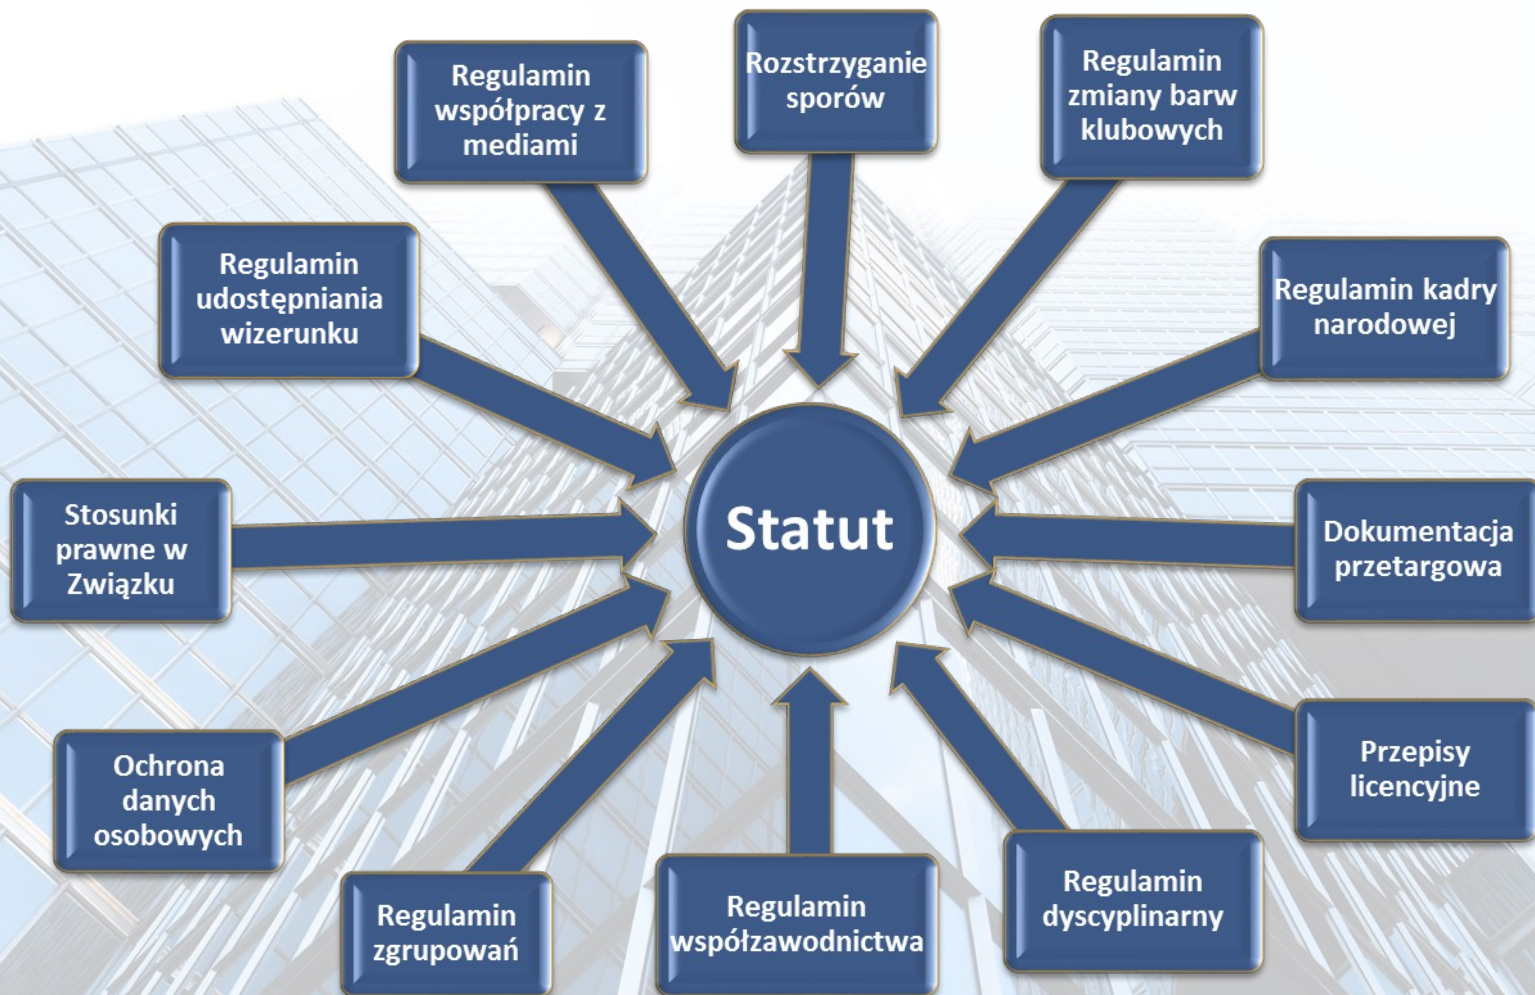 Rozstrzyganie
sporów
Regulamin
zmiany barw
klubowych
Regulamin
współpracy z
mediami
Regulamin
udostępniania
wizerunku
Regulamin kadry
narodowej
Stosunki
prawne w
Związku
Statut
Dokumentacja
przetargowa
Ochrona
danych
osobowych
Przepisy
licencyjne
Regulamin
zgrupowań
Regulamin
współzawodnictwa
Regulamin
dyscyplinarny